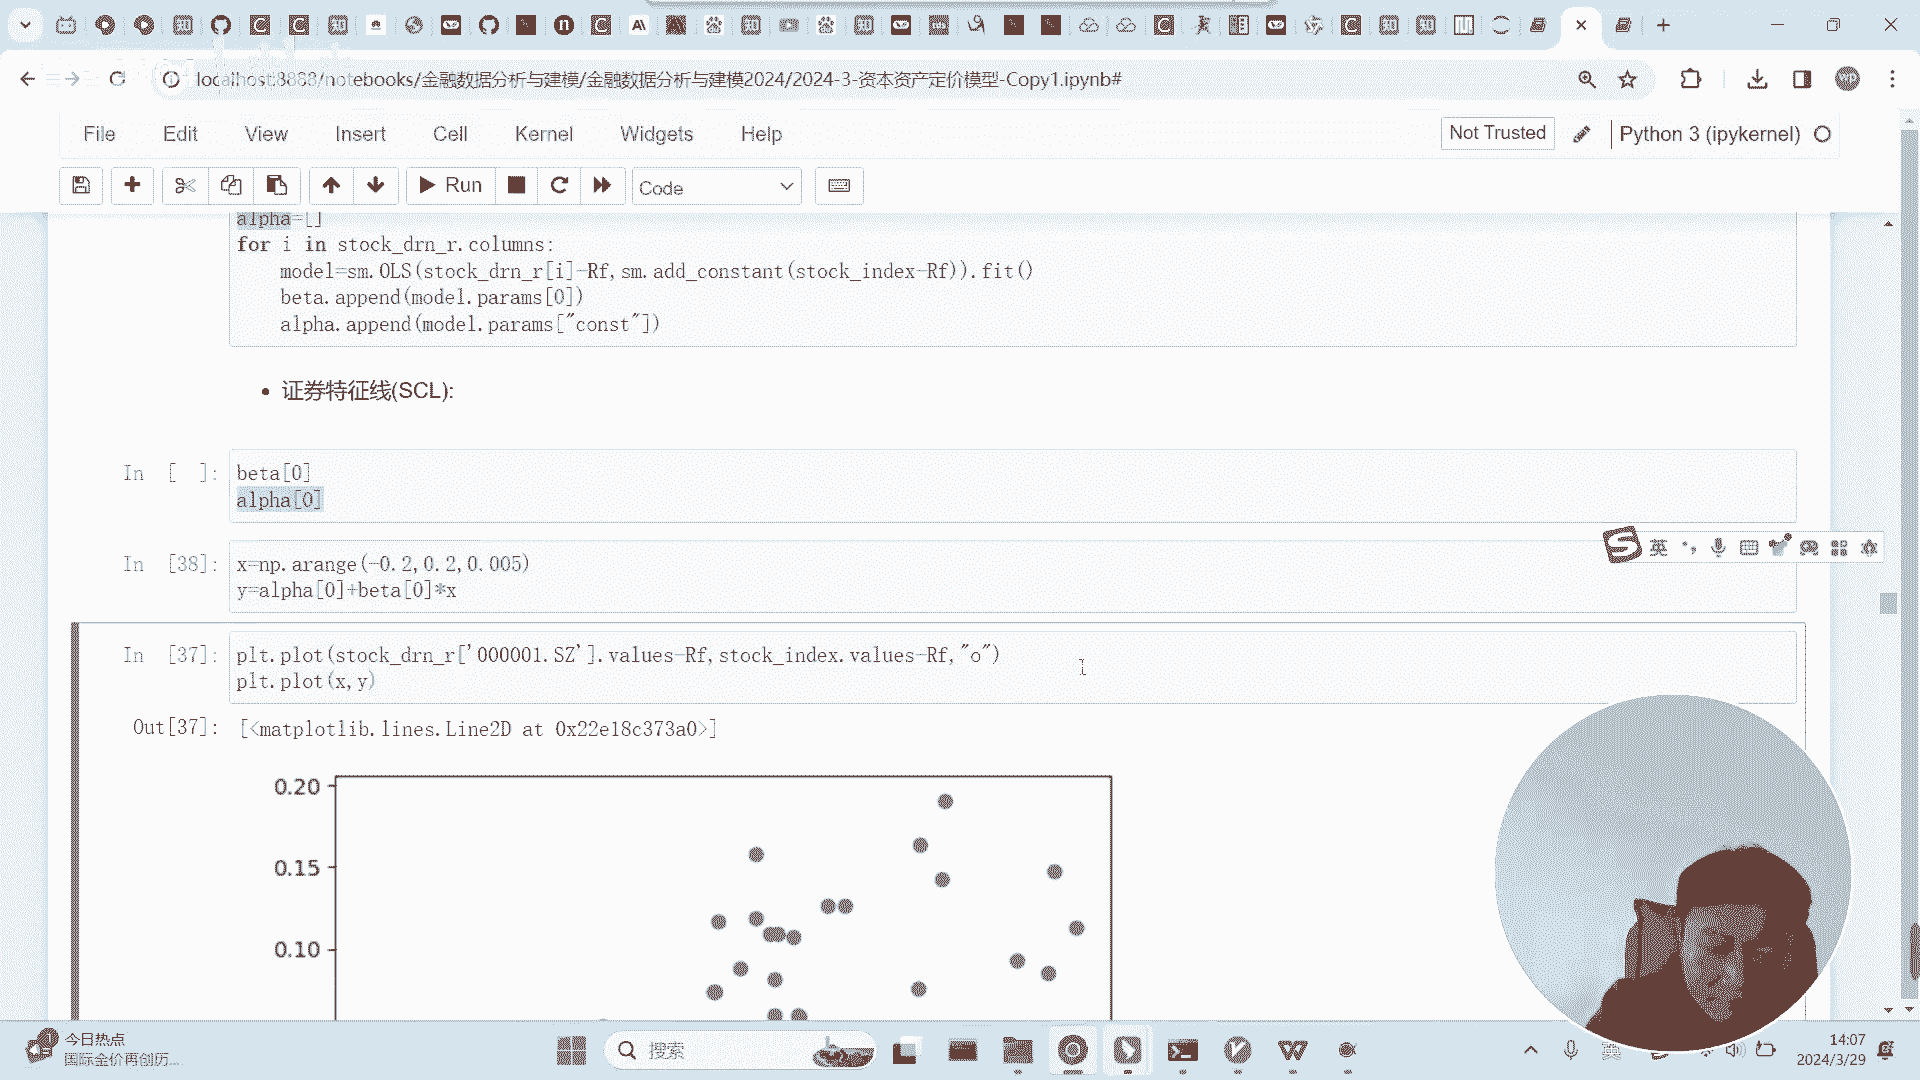 localhost:8888/notebooks/金融数据分析与建模/金融数据分析与建模2024/2024-3-资本资产定价模型-Copy1.ipynb#
File Edit View Insert Cell Kernel Widgets Help
Not Trusted
Python 3 (ipykernel)
Run
Code
alpha=[]
for i in stock_drn_r.columns:
model=sm.OLS(stock_drn_r[i]-Rf,sm.add_constant(stock_index-Rf)).fit()
beta.append(model.params[0])
alpha.append(model.params["const"])
证券特征线(SCL):
In [ ]:
beta[0]
alpha[0]
In [38]:
x=np.arange(-0.2,0.2,0.005)
y=alpha[0]+beta[0]*x
英
In [37]:
plt.plot(stock_drn_r['000001.SZ'].values-Rf,stock_index.values-Rf,"o")
plt.plot(x,y)
Out[37]:
[<matplotlib.lines.Line2D at 0x22e18c373a0>]
0.20
0.15
0.10
今日热点
国际金价再创历...
搜索
英
14:07
2024/3/29